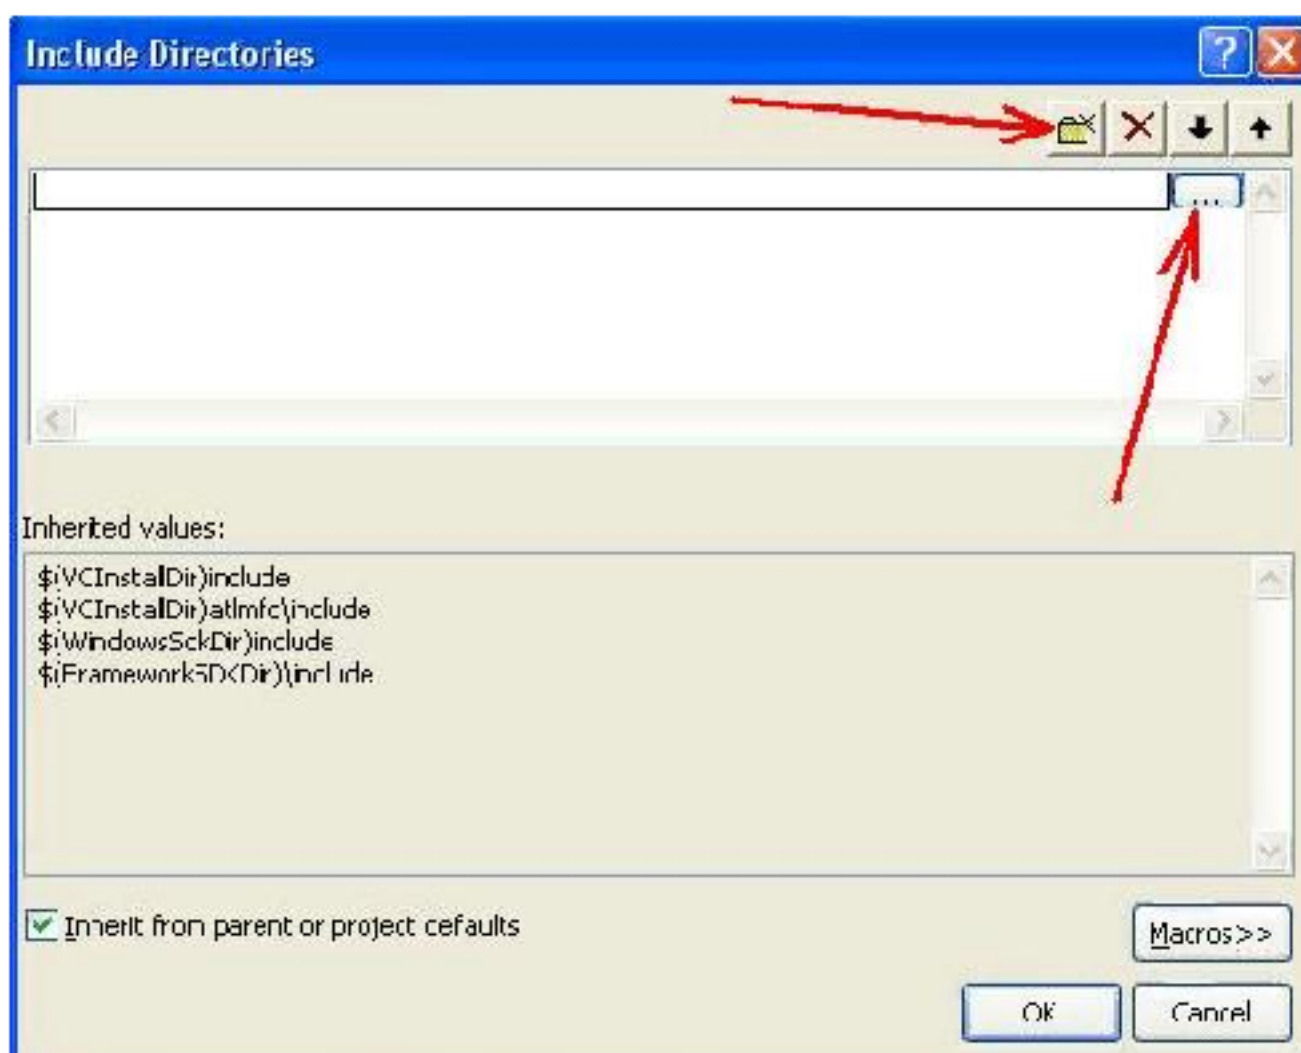 Include Directories
...
Inherited values:
$(VCInstallDir)include
$(VCInstallDir)atlmfc\include
$(WindowsSdkDir)include
$(FrameworkSDKDir)\include
Inherit from parent or project defaults
Macros>>
OK
Cancel